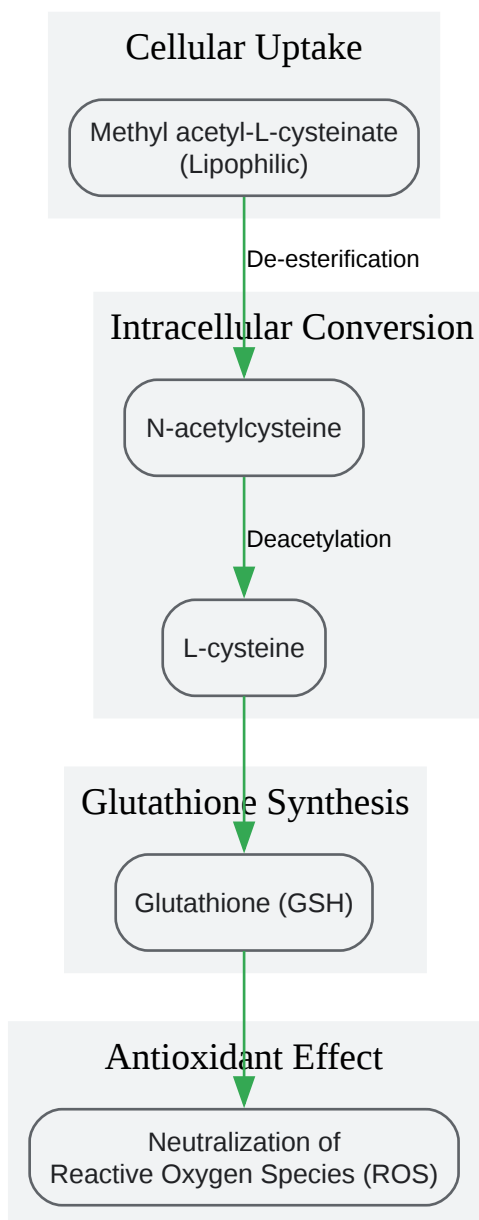 Cellular Uptake
Methyl acetyl-L-cysteinate
(Lipophilic)
De-esterification
Intracellular Conversion
N-acetylcysteine
Deacetylation
L-cysteine
Glutathione Synthesis
Glutathione (GSH)
Antioxidant Effect
Neutralization of
Reactive Oxygen Species (ROS)